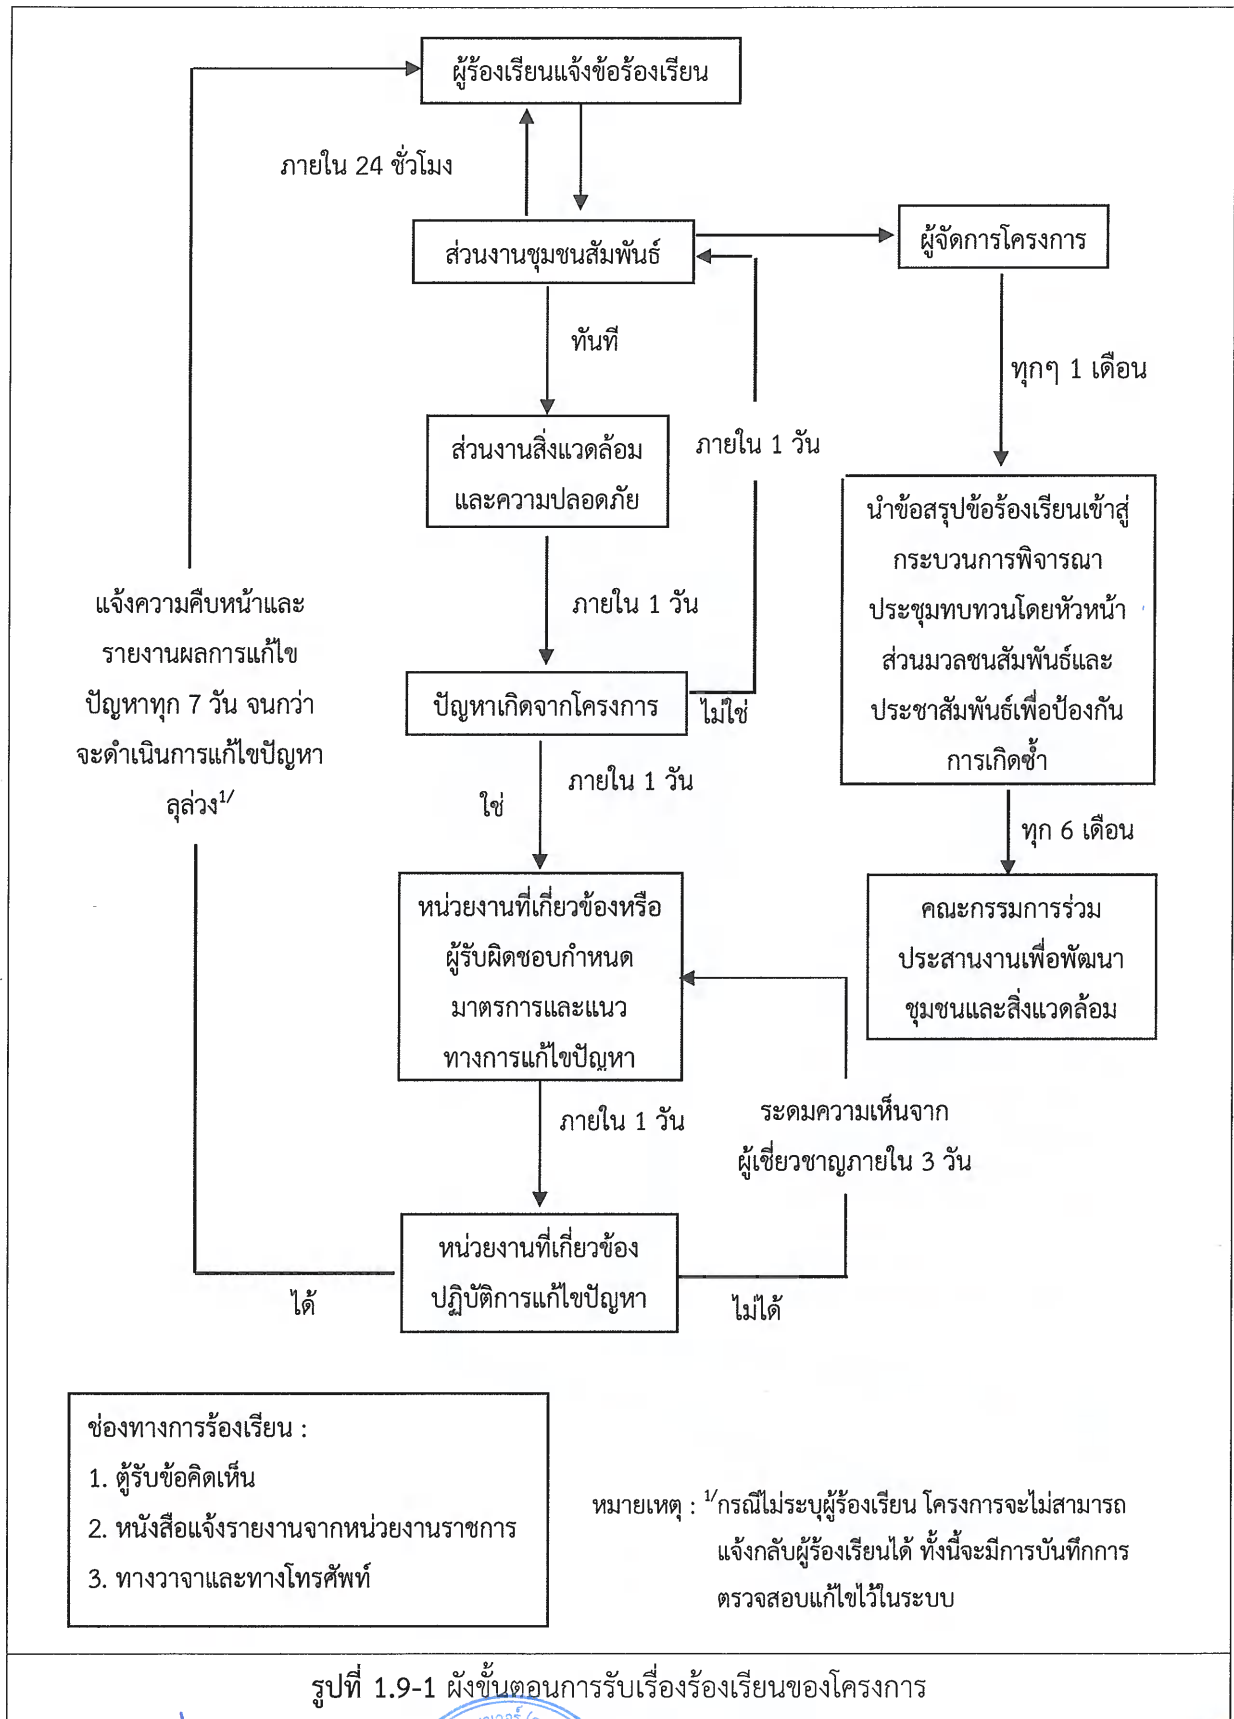 ผู้ร้องเรียนแจ้งข้อร้องเรียน
ภายใน 24 ชั่วโมง
ส่วนงานชุมชนสัมพันธ์
ผู้จัดการโครงการ
ทันที
ทุกๆ 1 เดือน
ส่วนงานสิ่งแวดล้อม
และความปลอดภัย
ภายใน 1 วัน
นำข้อสรุปข้อร้องเรียนเข้าสู่
กระบวนการพิจารณา
ประชุมทบทวนโดยหัวหน้า
ส่วนมวลชนสัมพันธ์และ
ประชาสัมพันธ์เพื่อป้องกัน
การเกิดซ้ำ
ภายใน 1 วัน
แจ้งความคืบหน้าและ
รายงานผลการแก้ไข
ปัญหาทุก 7 วัน จนกว่า
จะดำเนินการแก้ไขปัญหา
ลุล่วง1/
ปัญหาเกิดจากโครงการ
ไม่ใช่
ภายใน 1 วัน
ใช่
ทุก 6 เดือน
หน่วยงานที่เกี่ยวข้องหรือ
ผู้รับผิดชอบกำหนด
มาตรการและแนว
ทางการแก้ไขปัญหา
คณะกรรมการร่วม
ประสานงานเพื่อพัฒนา
ชุมชนและสิ่งแวดล้อม
ภายใน 1 วัน
ระดมความเห็นจาก
ผู้เชี่ยวชาญภายใน 3 วัน
หน่วยงานที่เกี่ยวข้อง
ปฏิบัติการแก้ไขปัญหา
ได้
ไม่ได้
ช่องทางการร้องเรียน :
1. ตู้รับข้อคิดเห็น
2. หนังสือแจ้งรายงานจากหน่วยงานราชการ
3. ทางวาจาและทางโทรศัพท์
หมายเหตุ : 1/กรณีไม่ระบุผู้ร้องเรียน โครงการจะไม่สามารถ
แจ้งกลับผู้ร้องเรียนได้ ทั้งนี้จะมีการบันทึกการ
ตรวจสอบแก้ไขไว้ในระบบ
รูปที่ 1.9-1 ผังขั้นตอนการรับเรื่องร้องเรียนของโครงการ